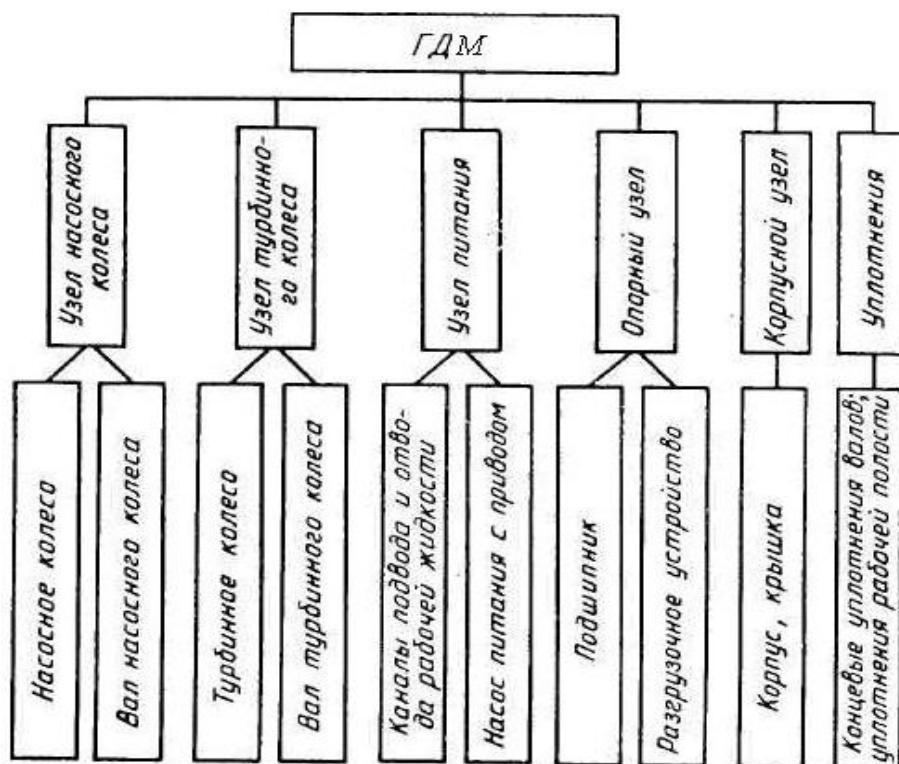 ГДМ
Узел насосного
колеса
Узел турбинно-
го колеса
Узел питания
Опорный узел
Корпусной узел
Уплотнения
Насосное колесо
Вал насасного колеса
Турбинное колесо
Вал турбинного колеса
Каналы подвода и отво-
да рабочей жидкости
Насос питания с приводом
Подшипник
Разгрузочное устройство
Корпус, крышка
Канцевые уплотнения валов;
уплотнения рабочей полости